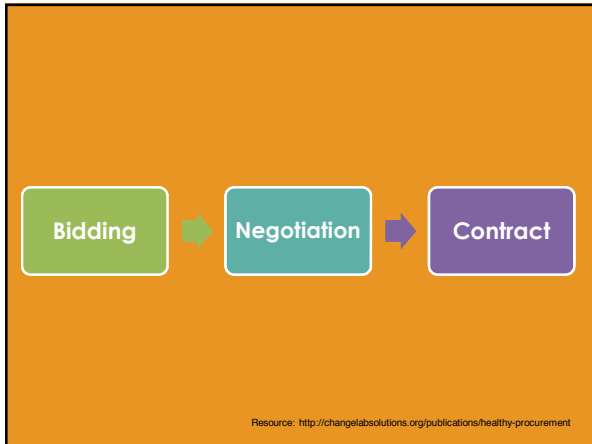 Bidding Negotiation Contract
Resource: http://changelabsolutions.org/publications/healthy-procurement